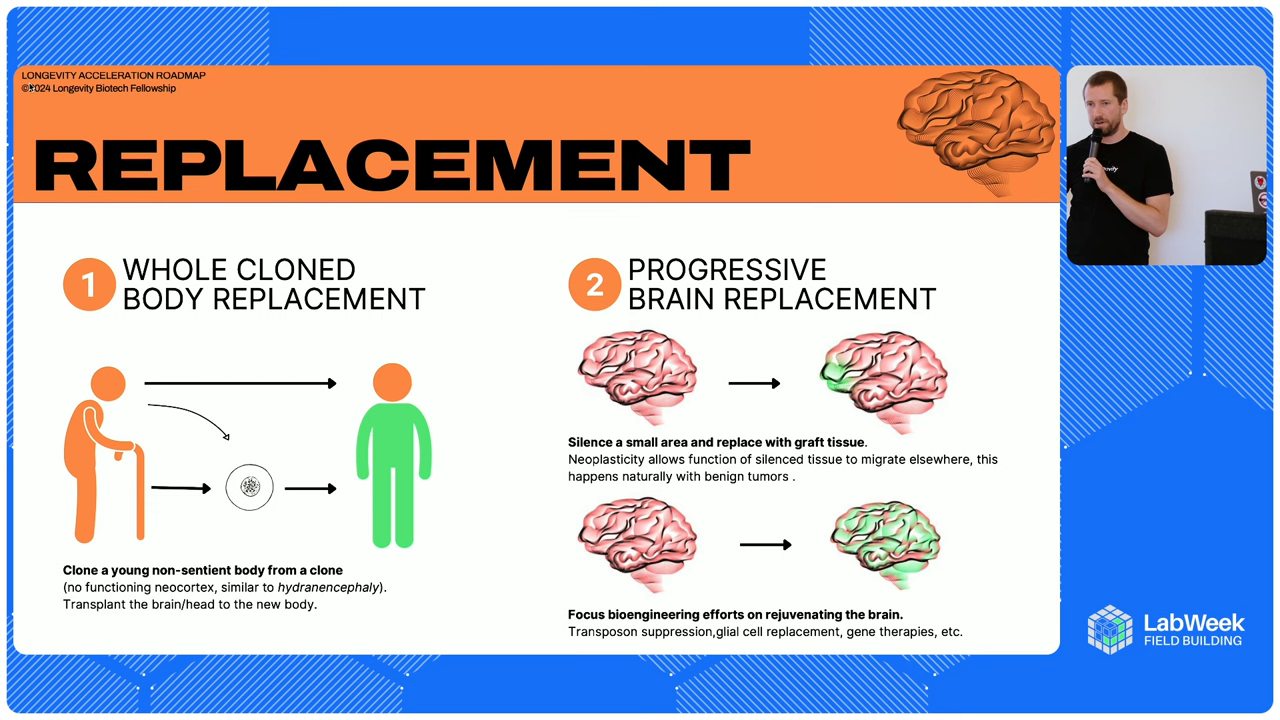 LONGEVITY ACCELERATION ROADMAP
©2024 Longevity Biotech Fellowship
REPLACEMENT
1 WHOLE CLONED
BODY REPLACEMENT
Clone a young non-sentient body from a clone
(no functioning neocortex, similar to hydranencephaly).
Transplant the brain/head to the new body.
2 PROGRESSIVE
BRAIN REPLACEMENT
Silence a small area and replace with graft tissue.
Neoplasticity allows function of silenced tissue to migrate elsewhere, this
happens naturally with benign tumors .
Focus bioengineering efforts on rejuvenating the brain.
Transposon suppression,glial cell replacement, gene therapies, etc.
LabWeek
FIELD BUILDING